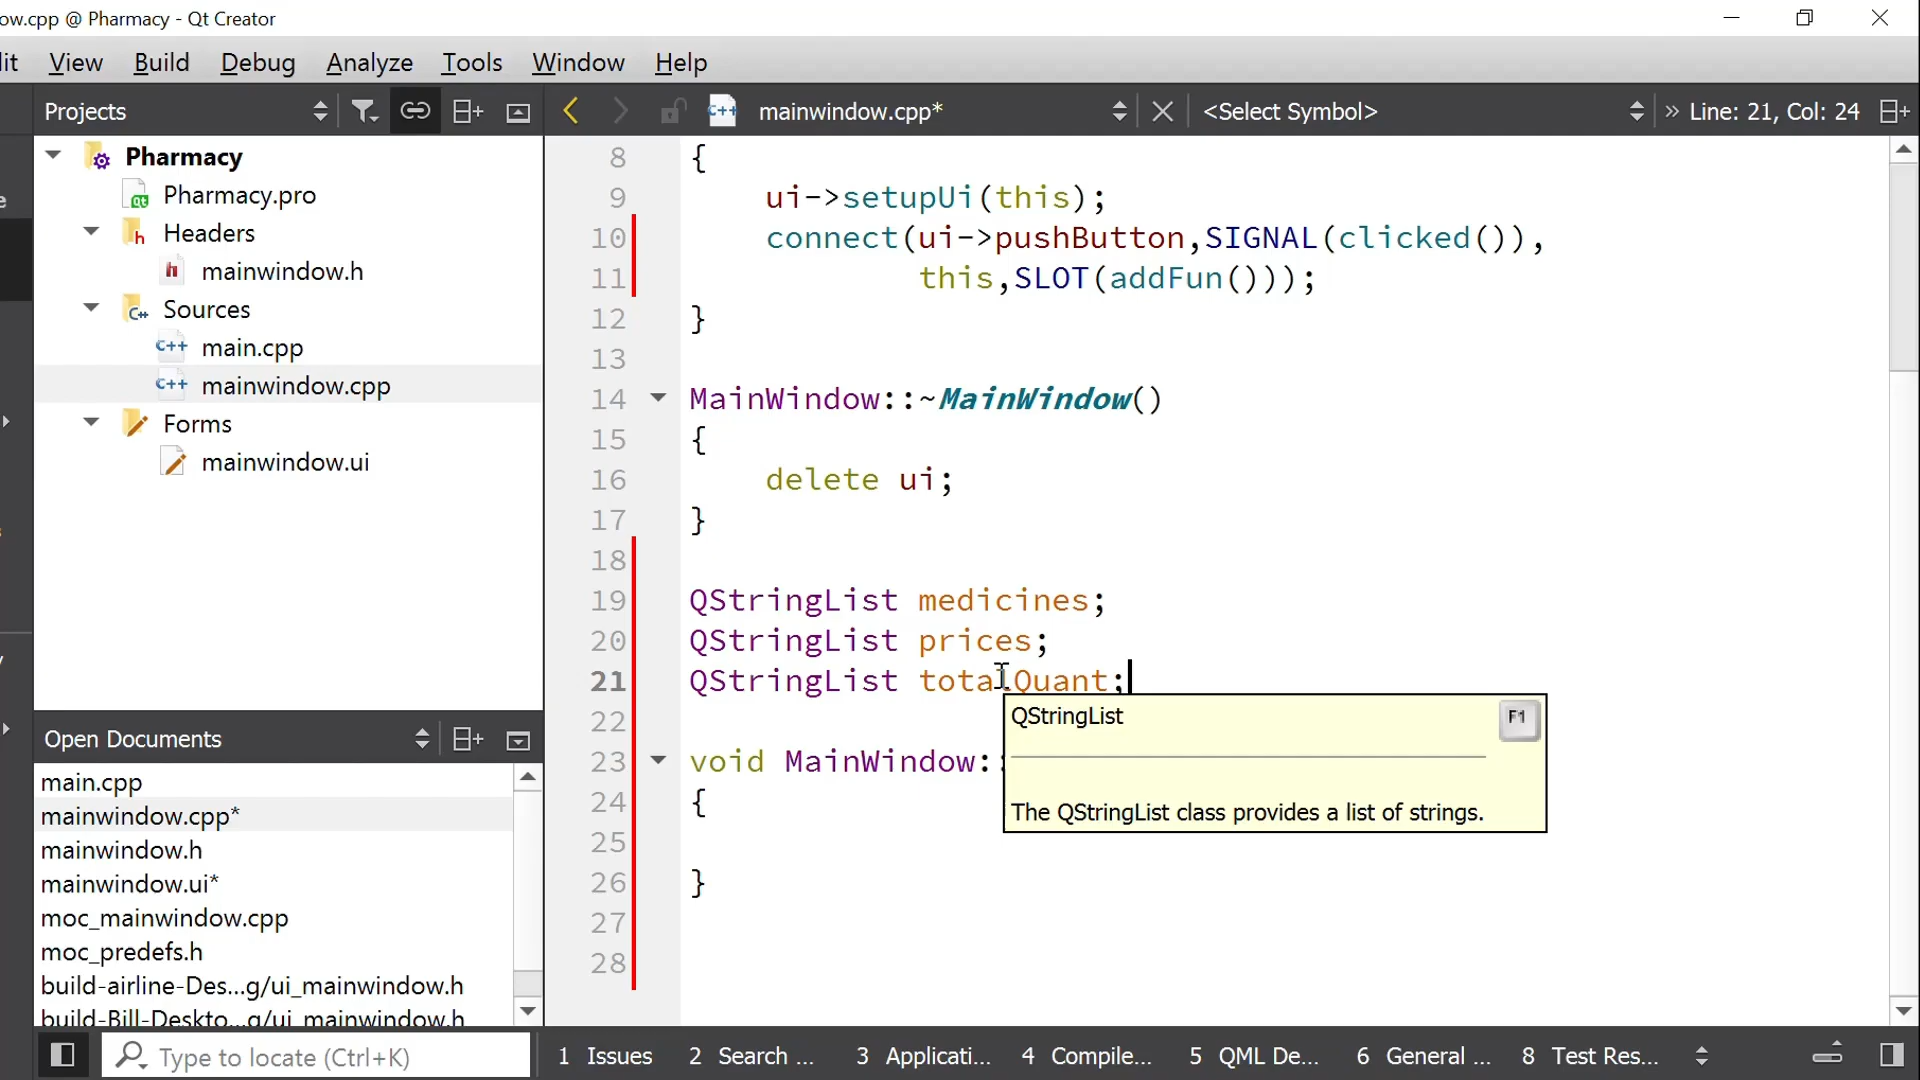 ow.cpp @ Pharmacy - Qt Creator
lit View Build Debug Analyze Tools Window Help
Projects
mainwindow.cpp*
<Select Symbol>
» Line: 21, Col: 24
Pharmacy
Pharmacy.pro
Headers
mainwindow.h
Sources
main.cpp
mainwindow.cpp
Forms
mainwindow.ui
8 {
9 ui->setupUi(this);
10 connect(ui->pushButton,SIGNAL(clicked()),
11 this,SLOT(addFun()));
12 }
13
14 MainWindow::~MainWindow()
15 {
16 delete ui;
17 }
18
19 QStringList medicines;
20 QStringList prices;
21 QStringList totalQuant;
22
23 void MainWindow::
24 {
25
26 }
27
28
QStringList
F1
The QStringList class provides a list of strings.
Open Documents
main.cpp
mainwindow.cpp*
mainwindow.h
mainwindow.ui*
moc_mainwindow.cpp
moc_predefs.h
build-airline-Des...g/ui_mainwindow.h
build-Bill-Deskto...g/ui_mainwindow.h
Type to locate (Ctrl+K)
1 Issues 2 Search ... 3 Applicati... 4 Compile... 5 QML De... 6 General ... 8 Test Res...